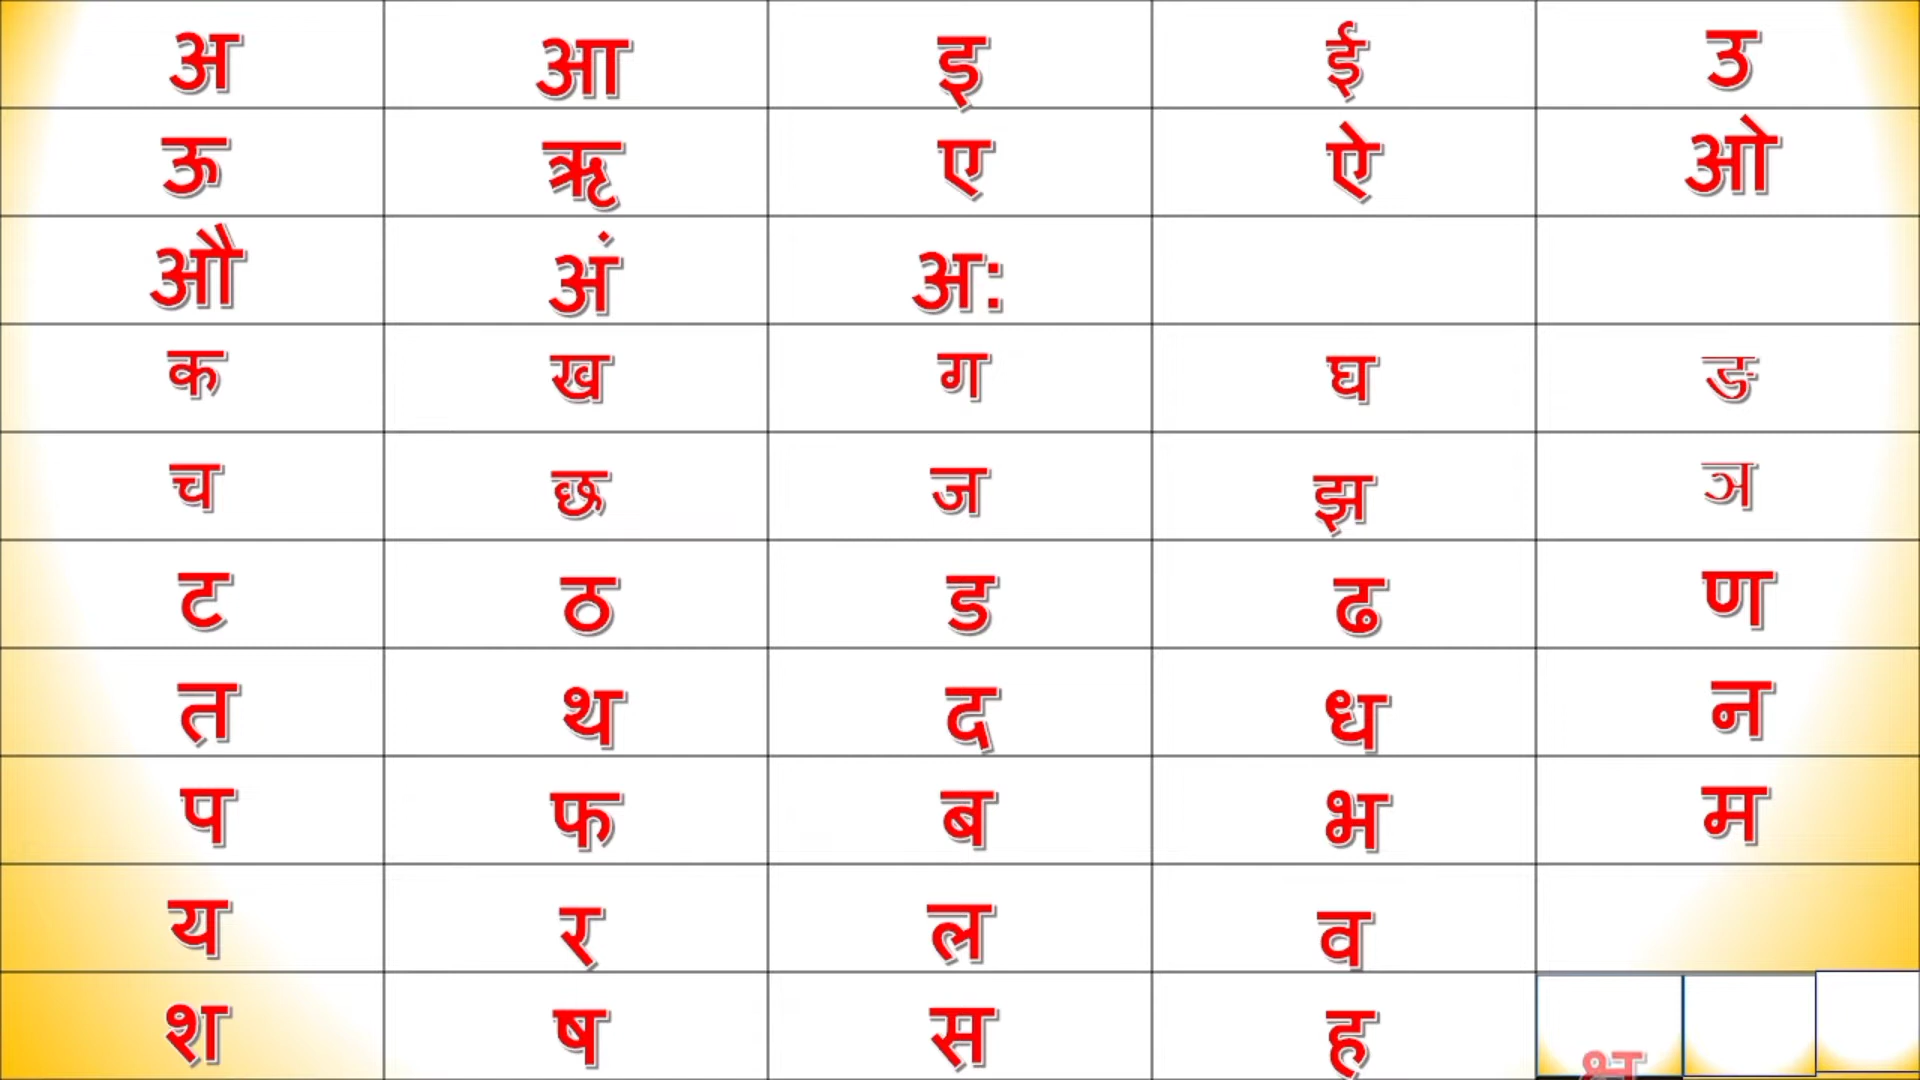 अ आ इ ई उ
ऊ ऋ ए ऐ ओ
औ अं अ:
क ख ग घ ङ
च छ ज झ ञ
ट ठ ड ढ ण
त थ द ध न
प फ ब भ म
य र ल व
श ष स ह